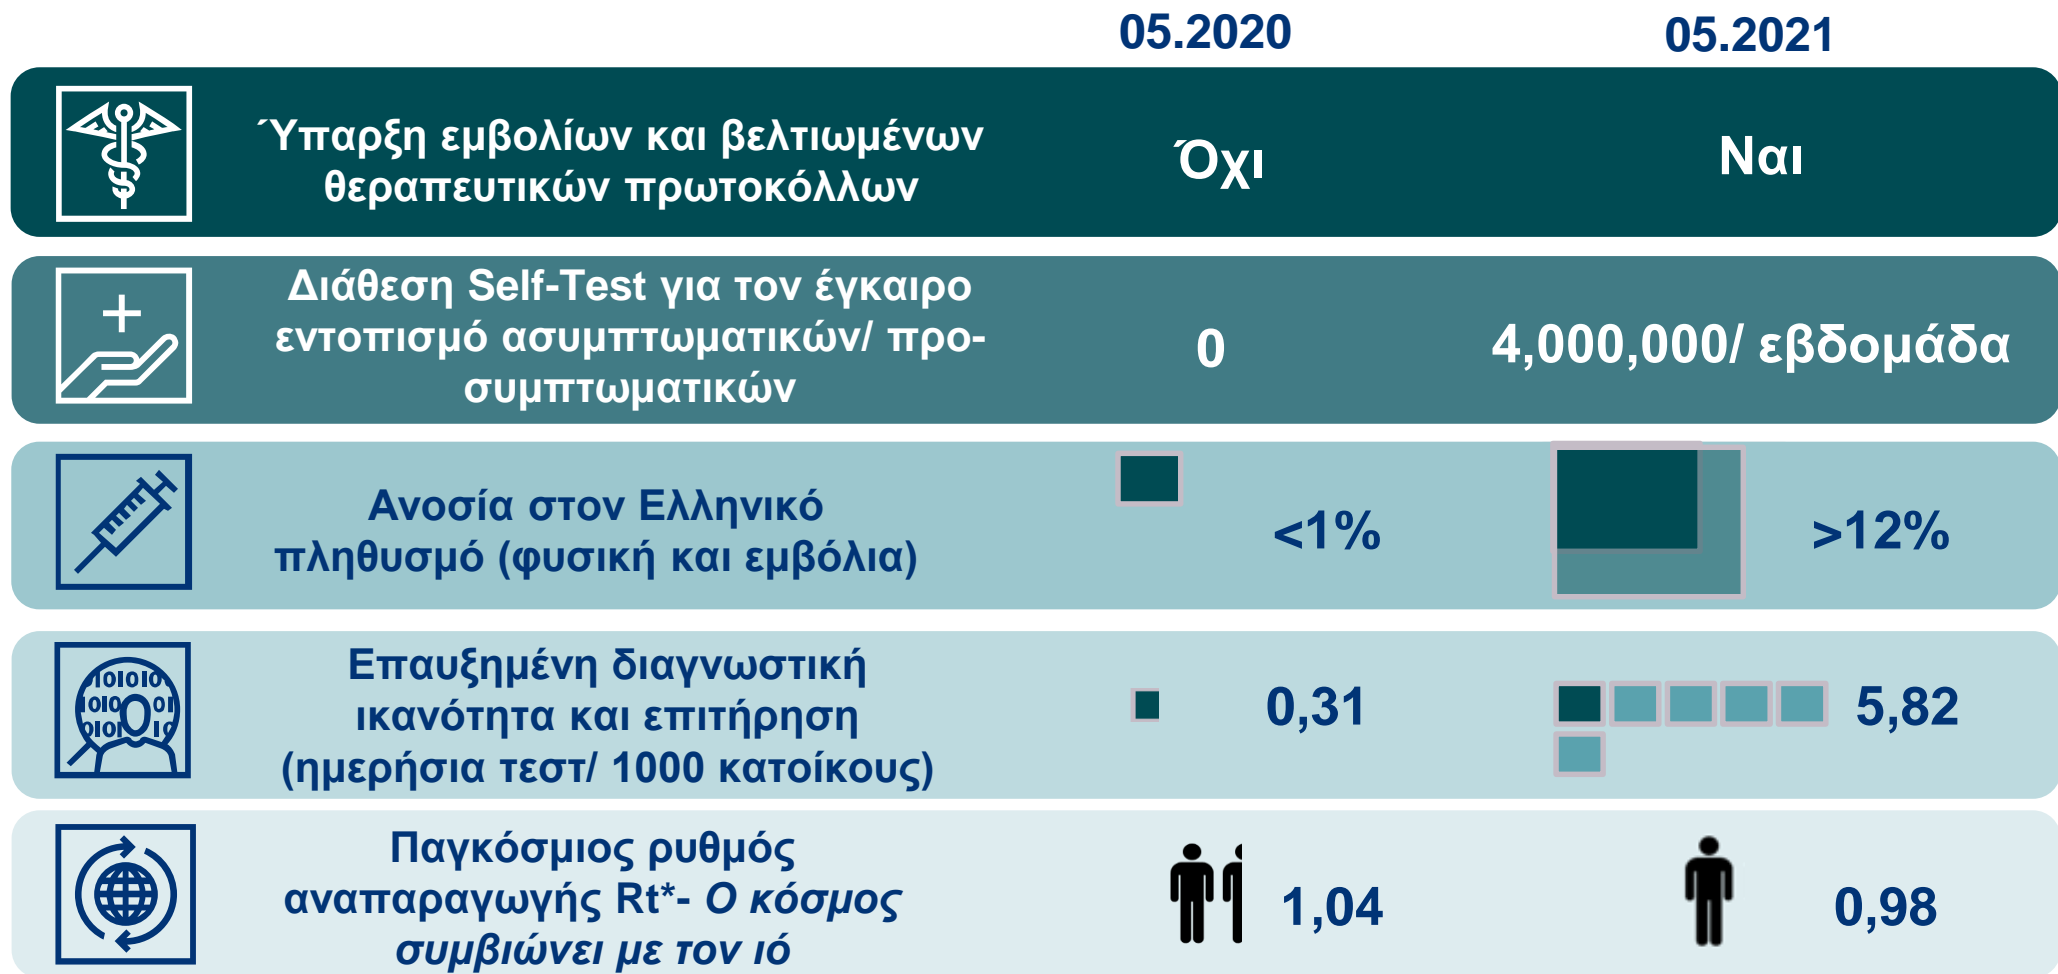 05.2020 05.2021
Ύπαρξη εμβολίων και βελτιωμένων
θεραπευτικών πρωτοκόλλων
Όχι Ναι
Διάθεση Self-Test για τον έγκαιρο
εντοπισμό ασυμπτωματικών/ προ-
συμπτωματικών
0 4,000,000/ εβδομάδα
Ανοσία στον Ελληνικό
πληθυσμό (φυσική και εμβόλια)
<1% >12%
Επαυξημένη διαγνωστική
ικανότητα και επιτήρηση
(ημερήσια τεστ/ 1000 κατοίκους)
0,31 5,82
Παγκόσμιος ρυθμός
αναπαραγωγής Rt*- Ο κόσμος
συμβιώνει με τον ιό
1,04 0,98